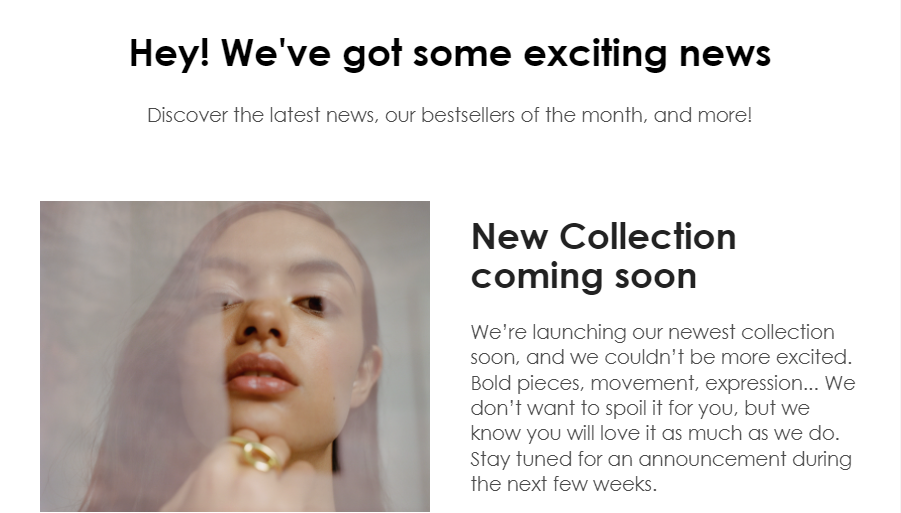 Hey! We've got some exciting news
Discover the latest news, our bestsellers of the month, and more!
New Collection
coming soon
We’re launching our newest collection
soon, and we couldn’t be more excited.
Bold pieces, movement, expression... We
don’t want to spoil it for you, but we
know you will love it as much as we do.
Stay tuned for an announcement during
the next few weeks.